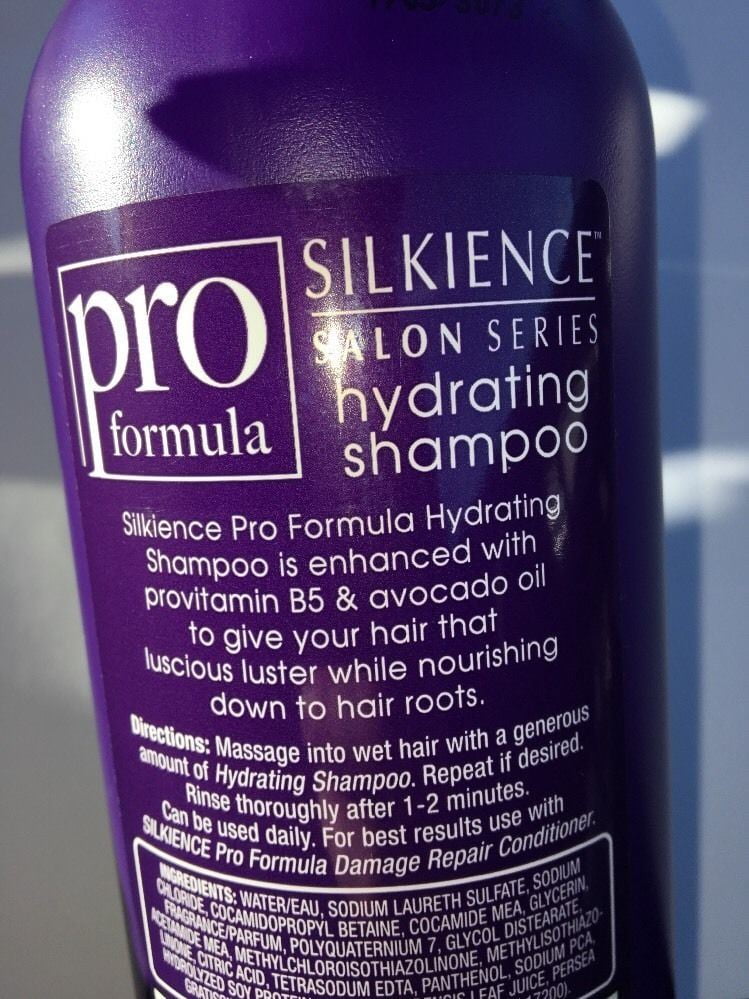 pro
formula
SILKIENCE™
SALON SERIES
hydrating
shampoo
Silkience Pro Formula Hydrating
Shampoo is enhanced with
provitamin B5 & avocado oil
to give your hair that
luscious luster while nourishing
down to hair roots.
Directions: Massage into wet hair with a generous
amount of Hydrating Shampoo. Repeat if desired.
Rinse thoroughly after 1-2 minutes.
Can be used daily. For best results use with
SILKIENCE Pro Formula Damage Repair Conditioner.
INGREDIENTS: WATER/EAU, SODIUM LAURETH SULFATE, SODIUM
CHLORIDE, COCAMIDOPROPYL BETAINE, COCAMIDE MEA, GLYCERIN,
FRAGRANCE/PARFUM, POLYQUATERNIUM 7, GLYCOL DISTEARATE,
ACETAMIDE MEA, METHYLCHLOROISOTHIAZOLINONE, METHYLISOTHIAZO-
LINONE, CITRIC ACID, TETRASODIUM EDTA, PANTHENOL, SODIUM PCA,
HYDROLYZED SOY LEAF JUICE, PERSEA